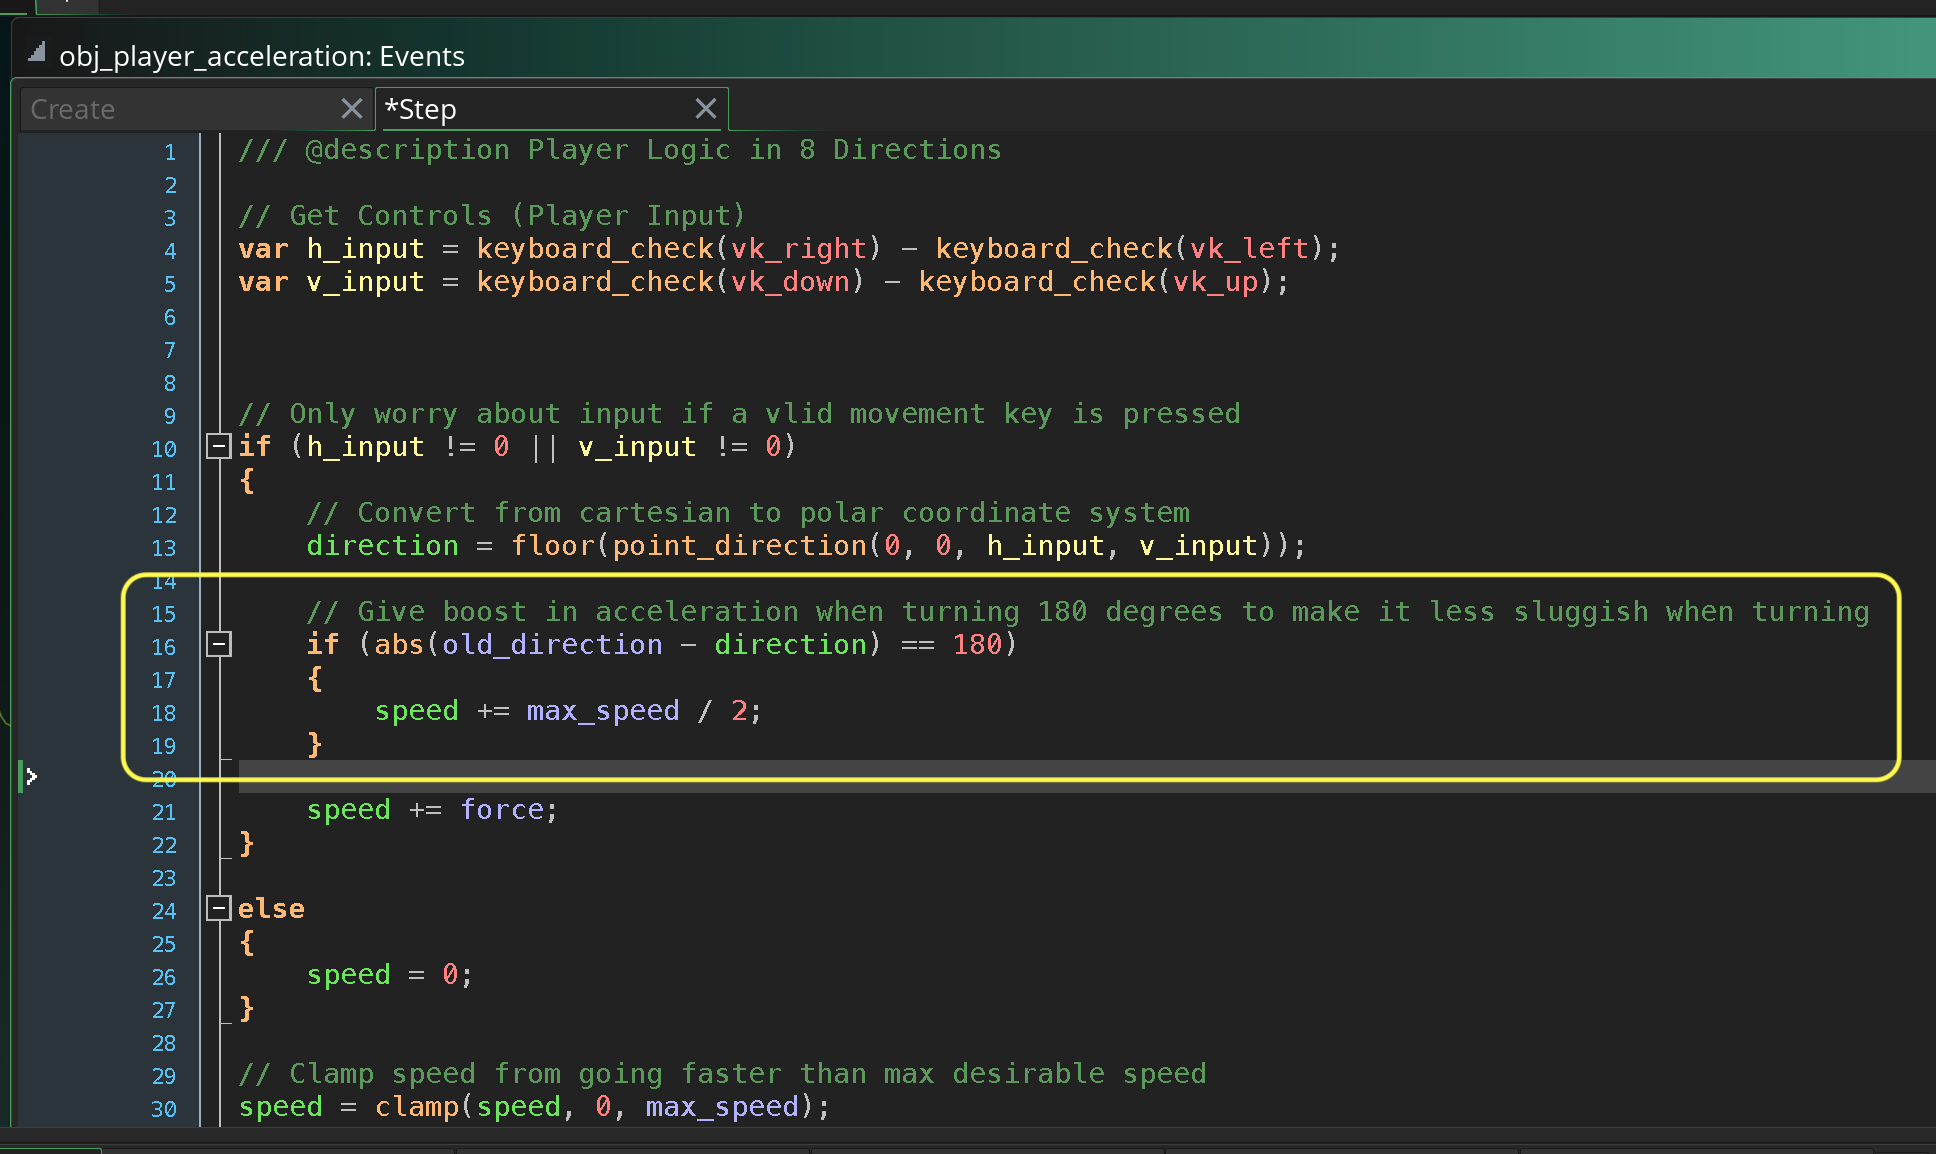 obj_player_acceleration: Events
Create *Step
1 /// @description Player Logic in 8 Directions
2
3 // Get Controls (Player Input)
4 var h_input = keyboard_check(vk_right) - keyboard_check(vk_left);
5 var v_input = keyboard_check(vk_down) - keyboard_check(vk_up);
6
7
8
9 // Only worry about input if a vlid movement key is pressed
10 if (h_input != 0 || v_input != 0)
11 {
12 // Convert from cartesian to polar coordinate system
13 direction = floor(point_direction(0, 0, h_input, v_input));
14
15 // Give boost in acceleration when turning 180 degrees to make it less sluggish when turning
16 if (abs(old_direction - direction) == 180)
17 {
18 speed += max_speed / 2;
19 }
20
21 speed += force;
22 }
23
24 else
25 {
26 speed = 0;
27 }
28
29 // Clamp speed from going faster than max desirable speed
30 speed = clamp(speed, 0, max_speed);